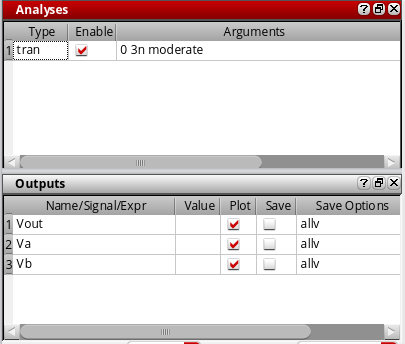 Analyses
Type Enable Arguments
1 tran 0 3n moderate
Outputs
Name/Signal/Expr Value Plot Save Save Options
1 Vout allv
2 Va allv
3 Vb allv